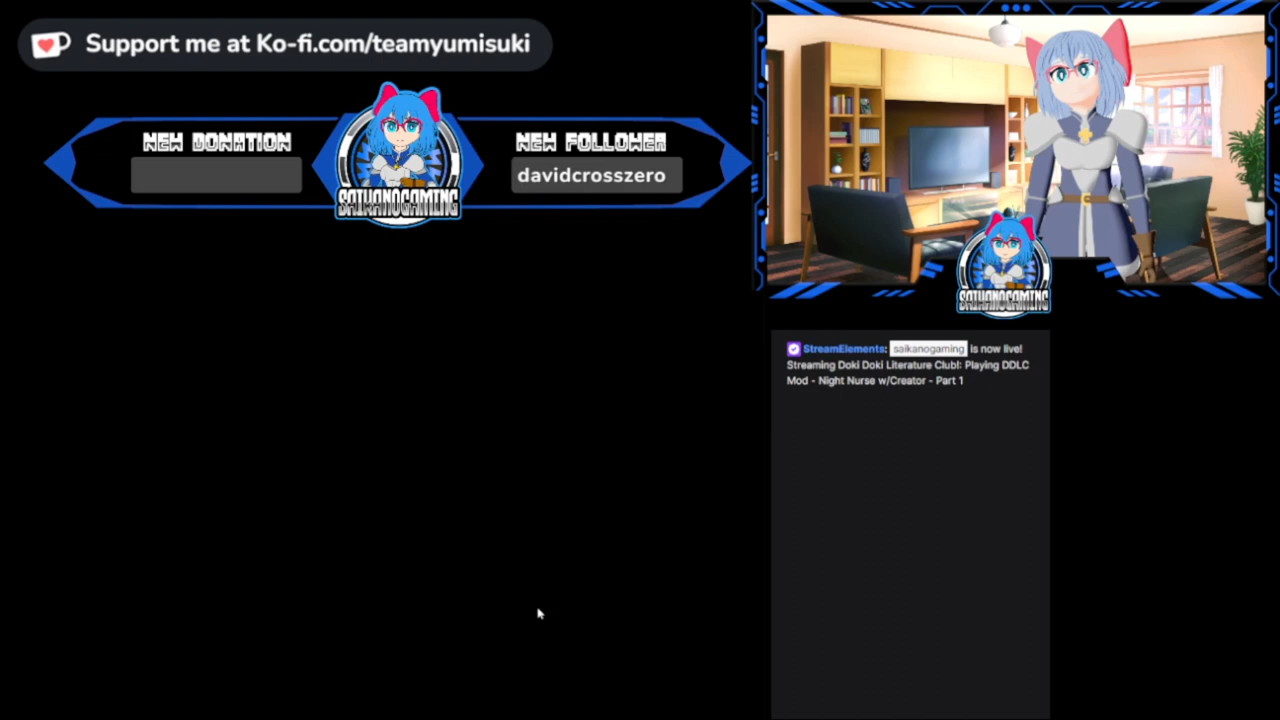 Support me at Ko-fi.com/teamyumisuki
NEW DONATION
NEW FOLLOWER
davidcrosszero
SAIKANOGAMING
SAIKANOGAMING
StreamElements: saikanogaming is now live!
Streaming Doki Doki Literature Club!: Playing DDLC
Mod - Night Nurse w/Creator - Part 1